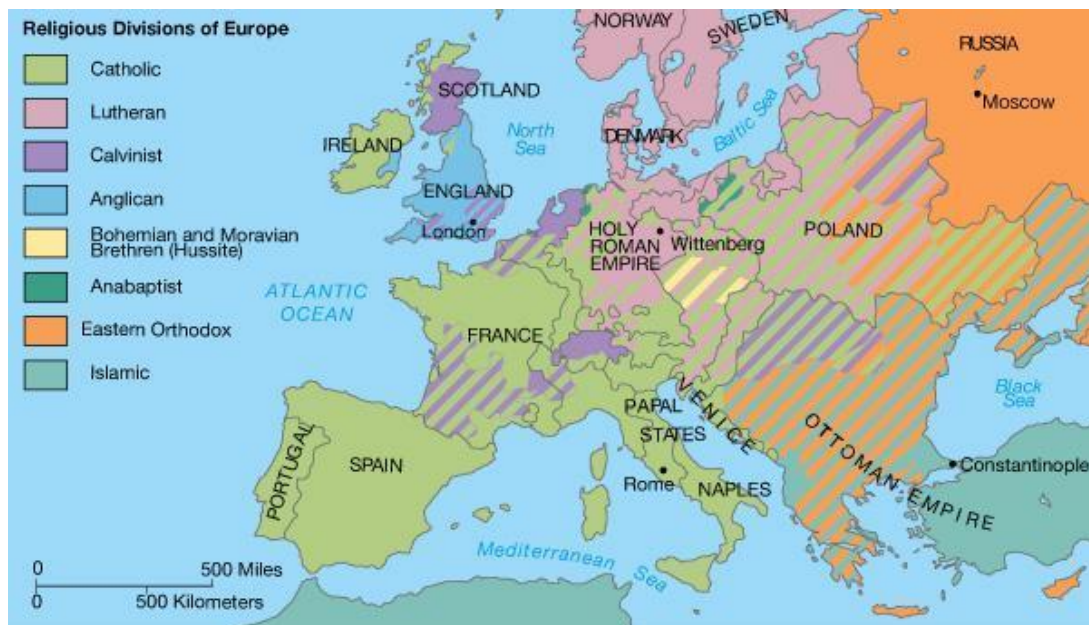 Religious Divisions of Europe
Catholic
Lutheran
Calvinist
Anglican
Bohemian and Moravian
Brethren (Hussite)
Anabaptist
Eastern Orthodox
Islamic
NORWAY
SWEDEN
RUSSIA
Moscow
SCOTLAND
North
Sea
DENMARK
Baltic Sea
IRELAND
ENGLAND
London
HOLY
ROMAN
EMPIRE
Wittenberg
POLAND
ATLANTIC
OCEAN
FRANCE
PAPAL
STATES
VENICE
Black
Sea
OTTOMAN EMPIRE
Constantinople
PORTUGAL
SPAIN
Rome
NAPLES
Mediterranean Sea
0 500 Miles
0 500 Kilometers